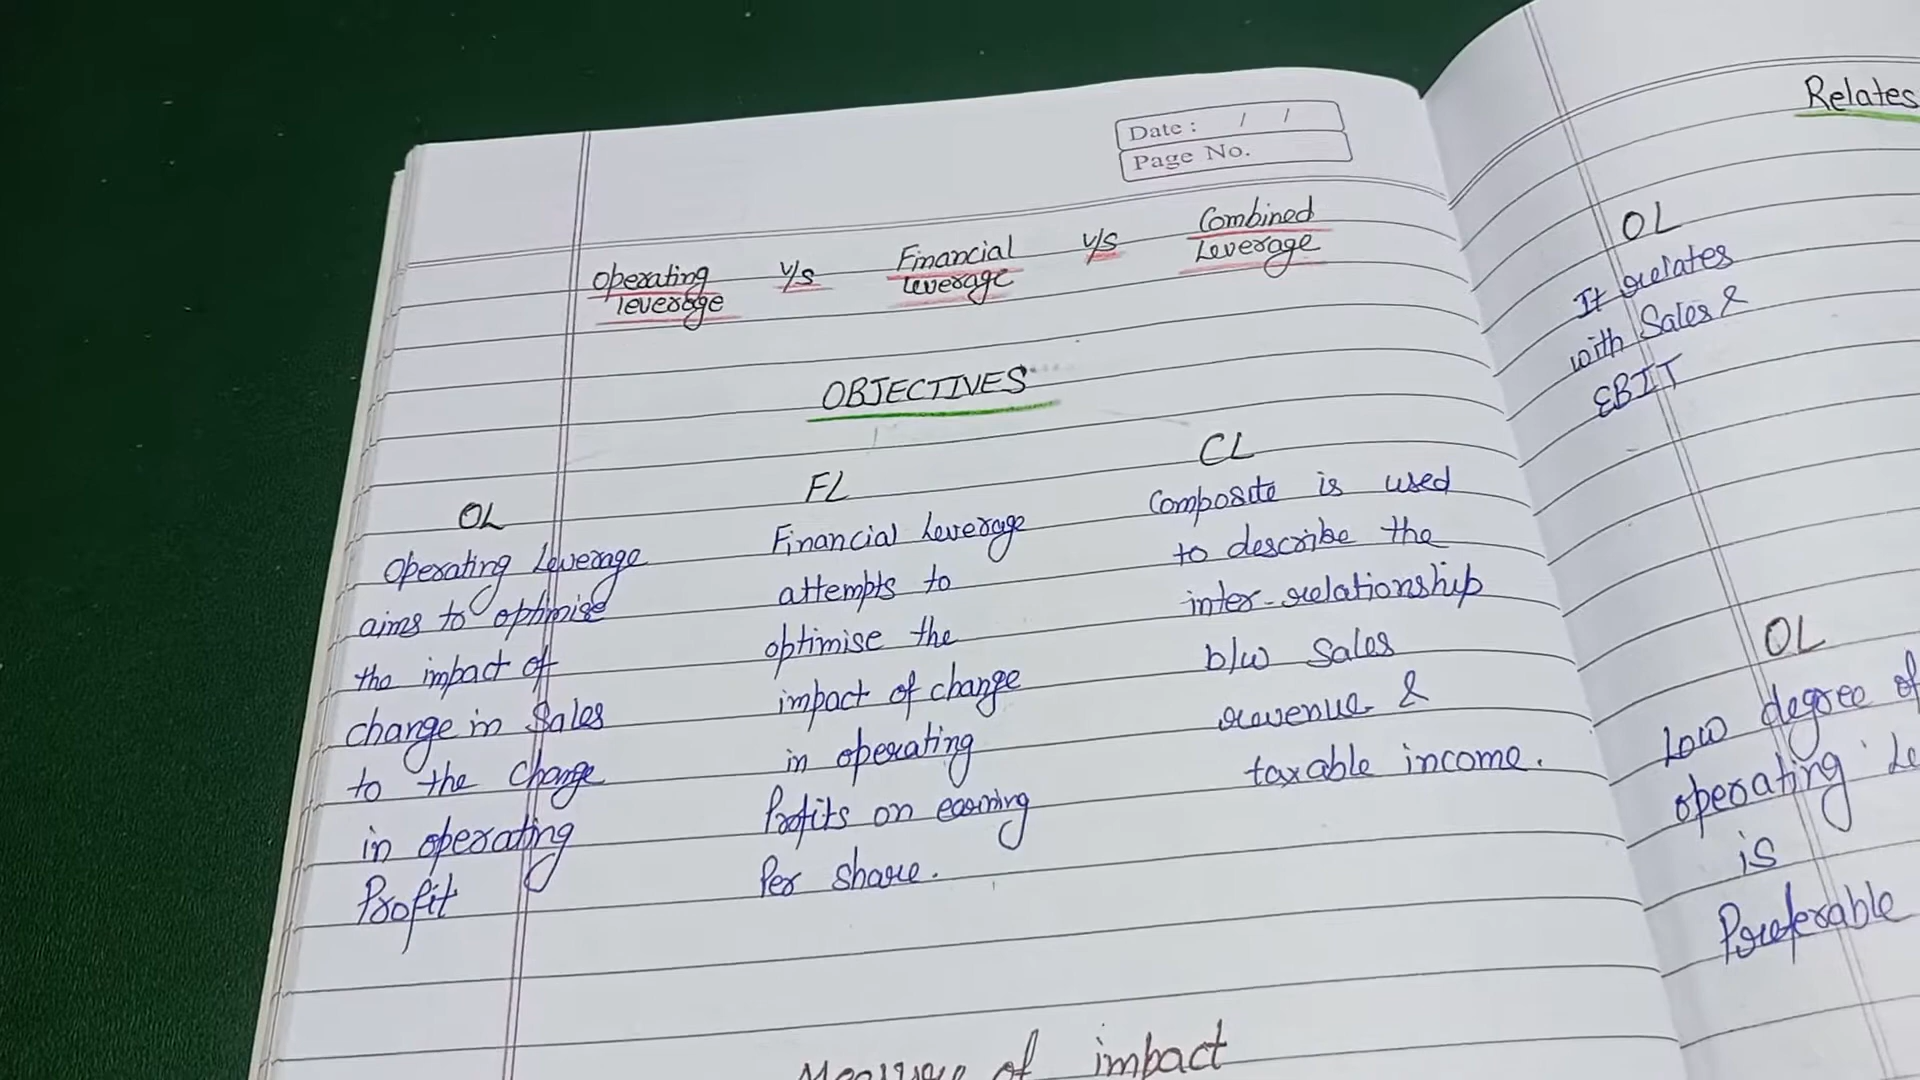 Date : / /
Page No.
Operating leverage v/s Financial leverage v/s Combined Leverage
OBJECTIVES
OL
Operating Leverage
aims to optimise
the impact of
change in Sales
to the change
in operating
Profit
FL
Financial Leverage
attempts to
optimise the
impact of change
in operating
Profits on earning
Per share.
CL
Composite is used
to describe the
inter-relationship
b/w Sales
revenue &
taxable income.
Measure of impact
Relates
OL
It relates
with Sales &
EBIT
OL
Low degree of
operating Le
is
Preferable